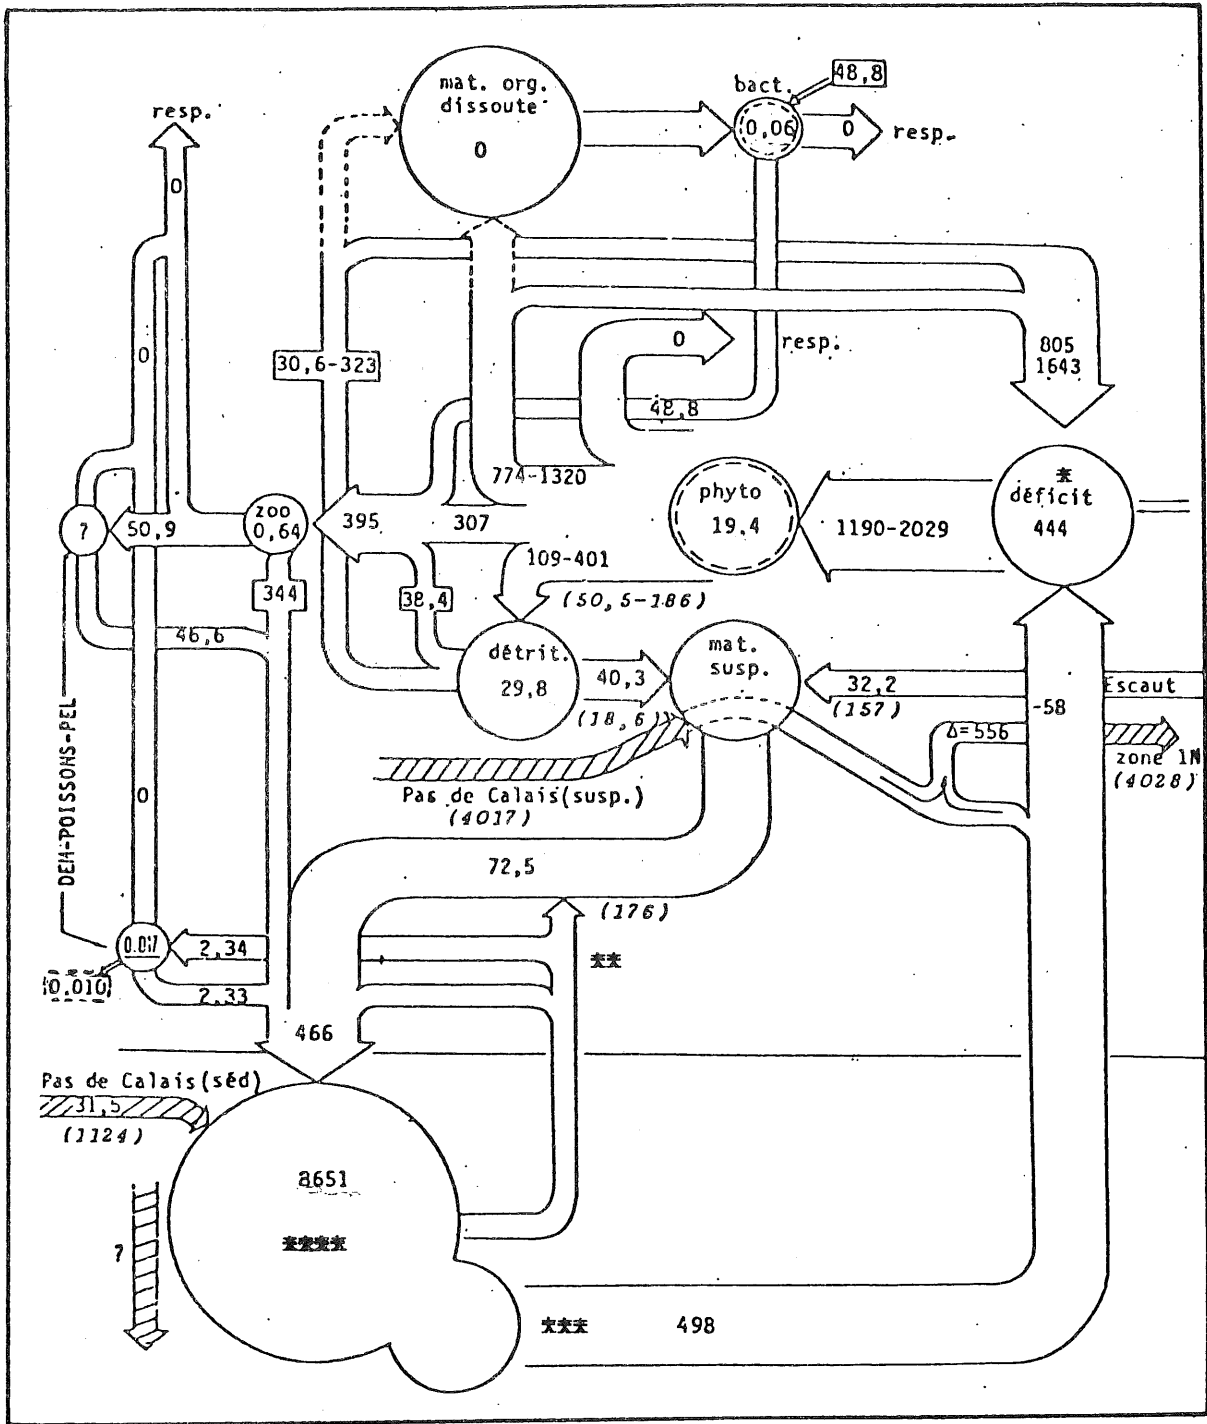 mat. org.
dissoute
0
bact.
48,8
0,06
0
resp.
resp.
0
0
30,6-323
0
resp.
48,8
805
1643
774-1320
phyto
19,4
1190-2029
*
déficit
444
?
50,9
zoo
0,64
395
307
109-401
(50,5-186)
344
38,4
46,6
détrit.
29,8
40,3
(18,6)
mat.
susp.
32,2
(157)
Escaut
-58
Δ=556
zone 1N
(4028)
DEM-POISSONS-PEL
0
Pas de Calais(susp.)
(4017)
72,5
(176)
0.017
2,34
**
0.010
2,33
466
Pas de Calais(séd)
31,5
(1124)
8651
****
?
***
498